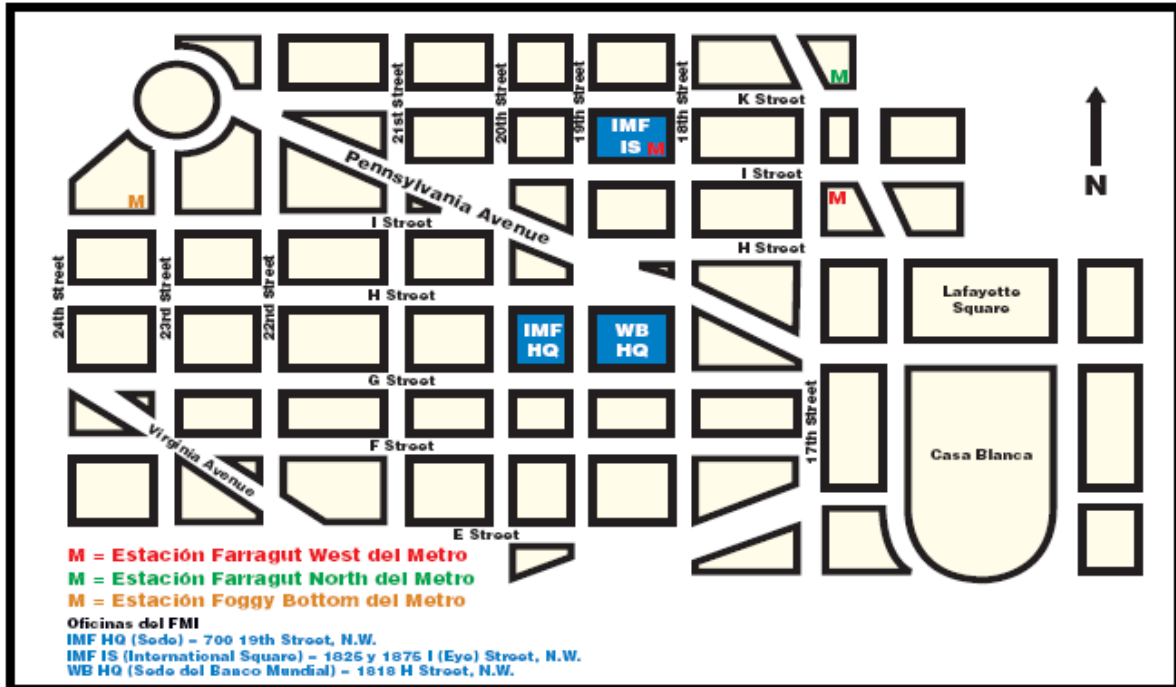 M
K Street
21st Street
20th Street
19th Street
18th Street
IMF
IS M
N
Pennsylvania Avenue
I Street
M
M
I Street
H Street
24th Street
23rd Street
22nd Street
H Street
Lafayette
Square
IMF
HQ
WB
HQ
G Street
17th Street
Virginia Avenue
F Street
Casa Blanca
E Street
M = Estación Farragut West del Metro
M = Estación Farragut North del Metro
M = Estación Foggy Bottom del Metro
Oficinas del FMI
IMF HQ (Sede) – 700 19th Street, N.W.
IMF IS (International Square) – 1825 y 1875 I (Eye) Street, N.W.
WB HQ (Sede del Banco Mundial) – 1818 H Street, N.W.